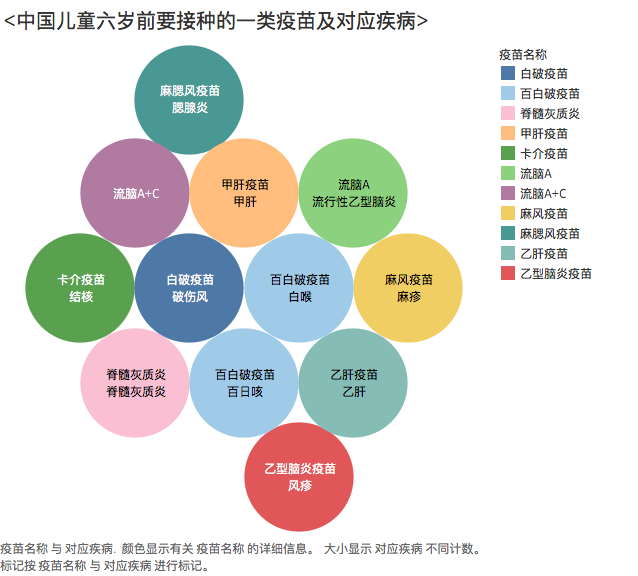 <中国儿童六岁前要接种的一类疫苗及对应疾病>
麻腮风疫苗
腮腺炎
流脑A+C
甲肝疫苗
甲肝
流脑A
流行性乙型脑炎
卡介疫苗
结核
白破疫苗
破伤风
百白破疫苗
白喉
麻风疫苗
麻疹
脊髓灰质炎
脊髓灰质炎
百白破疫苗
百日咳
乙肝疫苗
乙肝
乙型脑炎疫苗
风疹
疫苗名称
白破疫苗
百白破疫苗
脊髓灰质炎
甲肝疫苗
卡介疫苗
流脑A
流脑A+C
麻风疫苗
麻腮风疫苗
乙肝疫苗
乙型脑炎疫苗
疫苗名称 与 对应疾病. 颜色显示有关 疫苗名称 的详细信息。 大小显示 对应疾病 不同计数。
标记按 疫苗名称 与 对应疾病 进行标记。